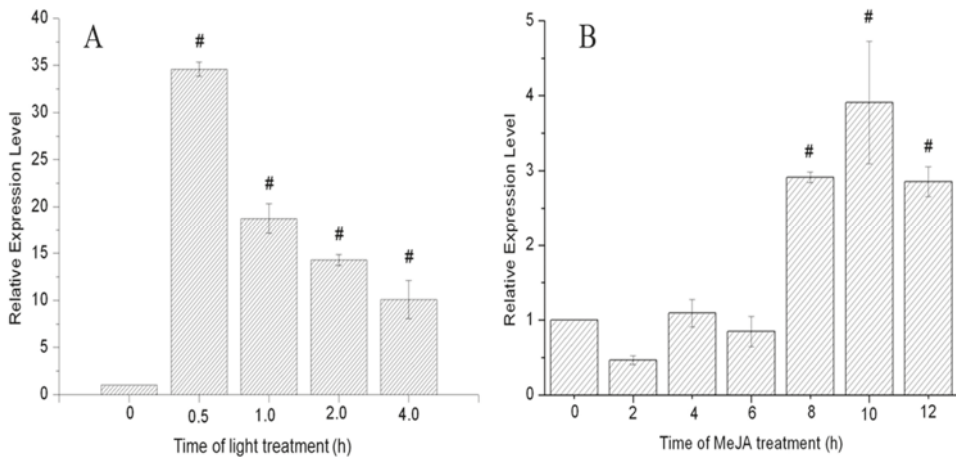 A
Relative Expression Level
40
35
30
25
20
15
10
5
0
#
#
#
#
0 0.5 1.0 2.0 4.0
Time of light treatment (h)
B
Relative Expression Level
5
4
3
2
1
0
#
#
#
0 2 4 6 8 10 12
Time of MeJA treatment (h)